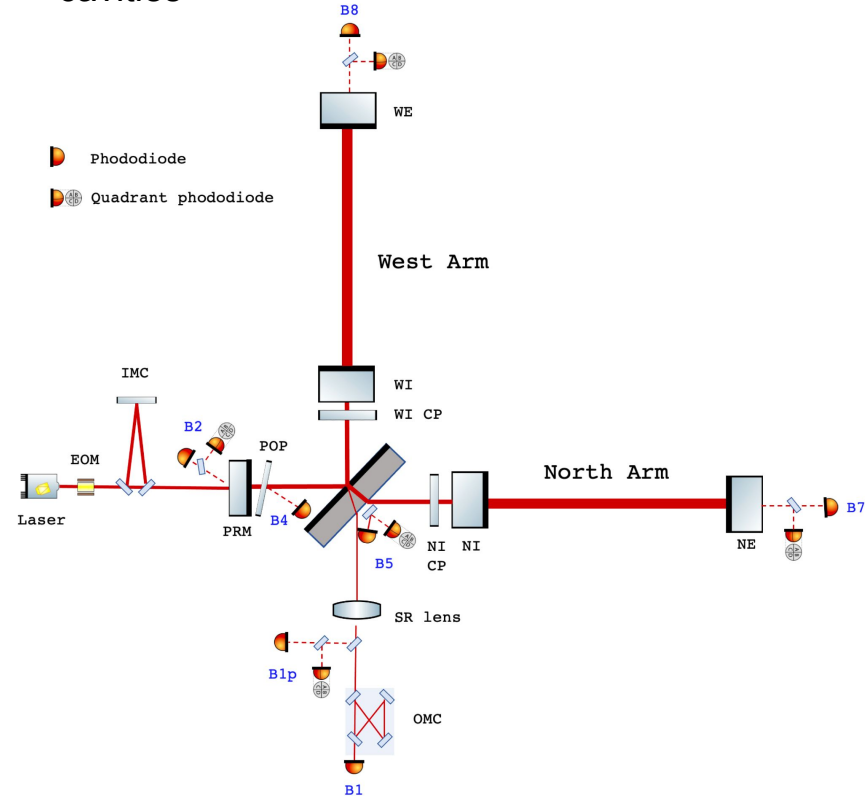 B8
WE
Phododiode
Quadrant phododiode
West Arm
IMC
WI
WI CP
B2
POP
EOM
North Arm
Laser
PRM
B4
B5
NI
CP
NI
NE
B7
SR lens
B1p
OMC
B1